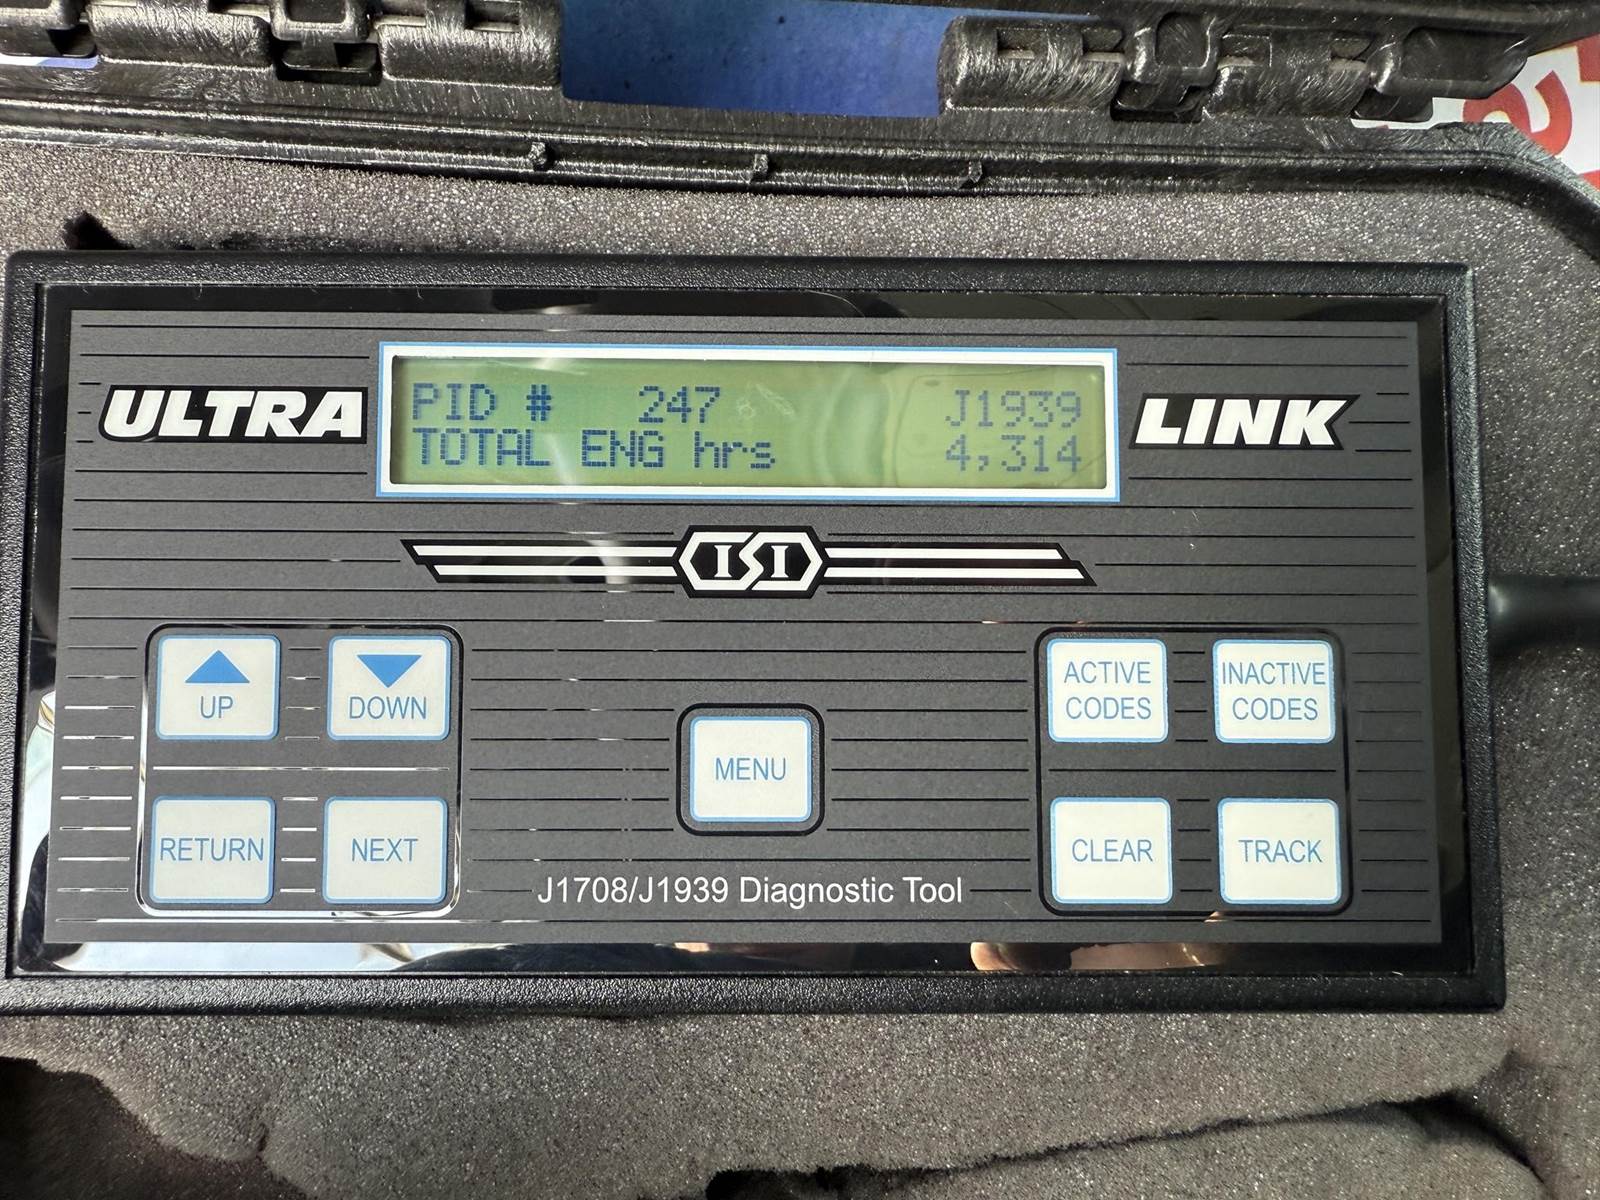 PID # 247 J1939
TOTAL ENG hrs 4,314
ULTRA LINK
ISI
UP
DOWN
ACTIVE CODES
INACTIVE CODES
MENU
RETURN
NEXT
CLEAR
TRACK
J1708/J1939 Diagnostic Tool